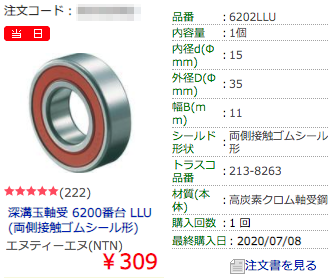 注文コード：
当 日
(222)
深溝玉軸受 6200番台 LLU
(両側接触ゴムシール形)
エヌティーエヌ(NTN)
￥309
品番 : 6202LLU
内容量 : 1個
内径d(Φ : 15
mm)
外径D(Φ : 35
mm)
幅B(m : 11
m)
シールド : 両側接触ゴムシール
形状 形
トラスコ : 213-8263
品番
材質(本 : 高炭素クロム軸受鋼
体)
購入回数 : 1 回
最終購入日 : 2020/07/08
注文書を見る